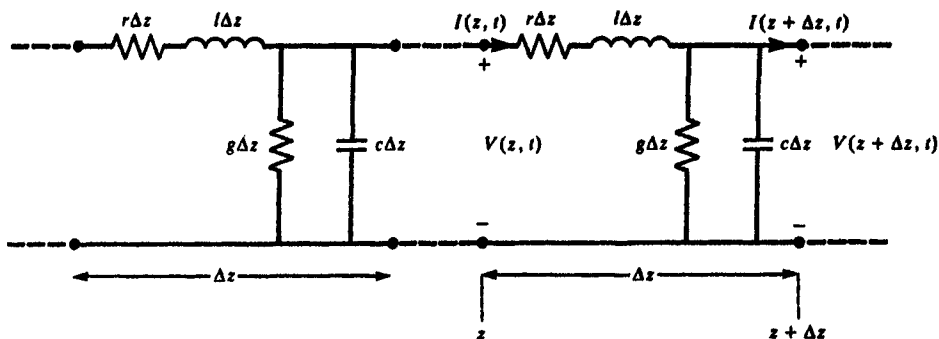 rΔz lΔz I(z, t) rΔz lΔz I(z + Δz, t)
+ +
gΔz cΔz V(z, t) gΔz cΔz V(z + Δz, t)
− −
Δz Δz
z z + Δz